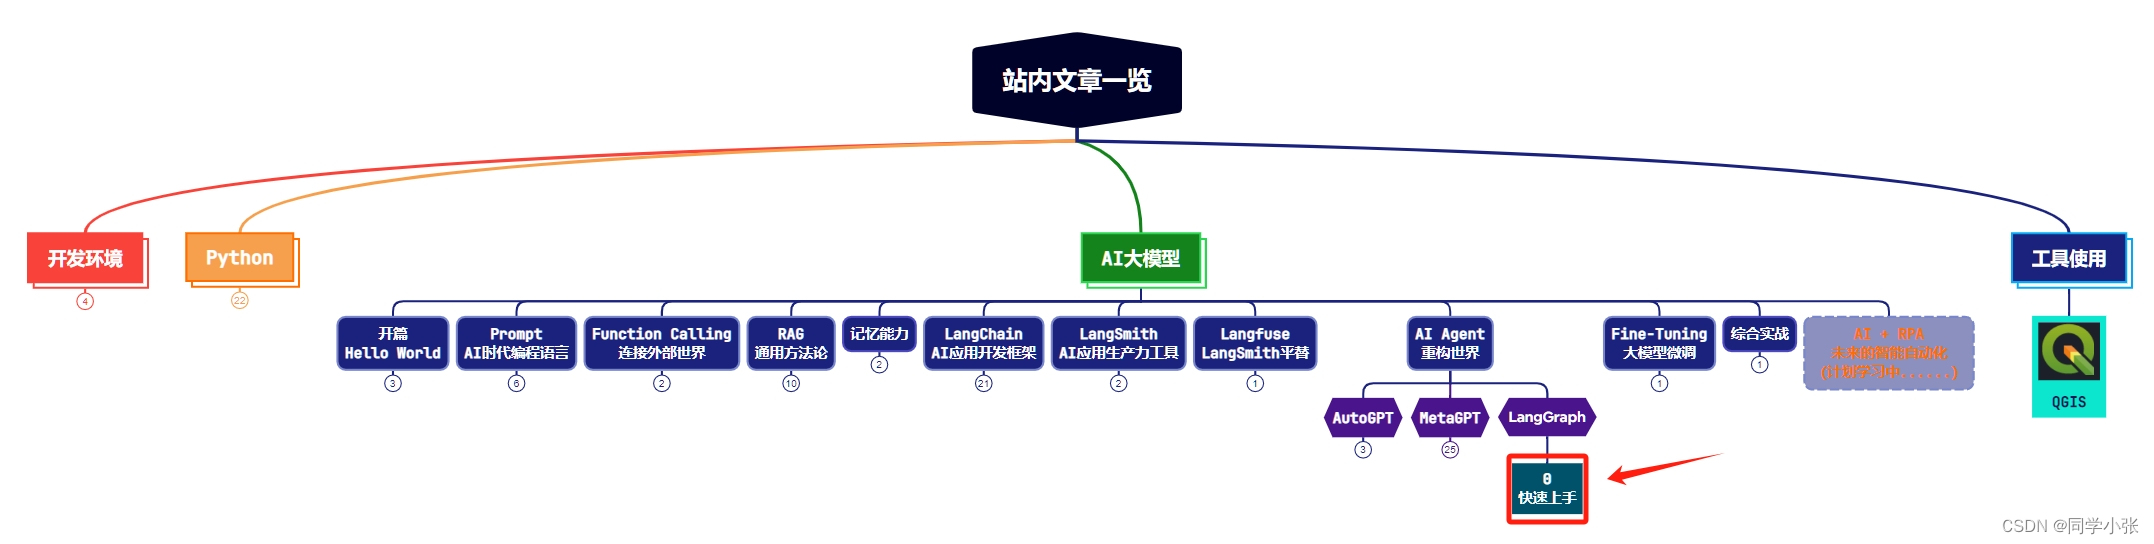 站内文章一览
开发环境
4
Python
22
AI大模型
工具使用
开篇
Hello World
3
Prompt
AI时代编程语言
6
Function Calling
连接外部世界
2
RAG
通用方法论
10
记忆能力
2
LangChain
AI应用开发框架
21
LangSmith
AI应用生产力工具
2
Langfuse
LangSmith平替
1
AI Agent
重构世界
Fine-Tuning
大模型微调
1
综合实战
1
AI + RPA
未来的智能自动化
(计划学习中......)
QGIS
AutoGPT
3
MetaGPT
25
LangGraph
0
快速上手
CSDN @同学小张